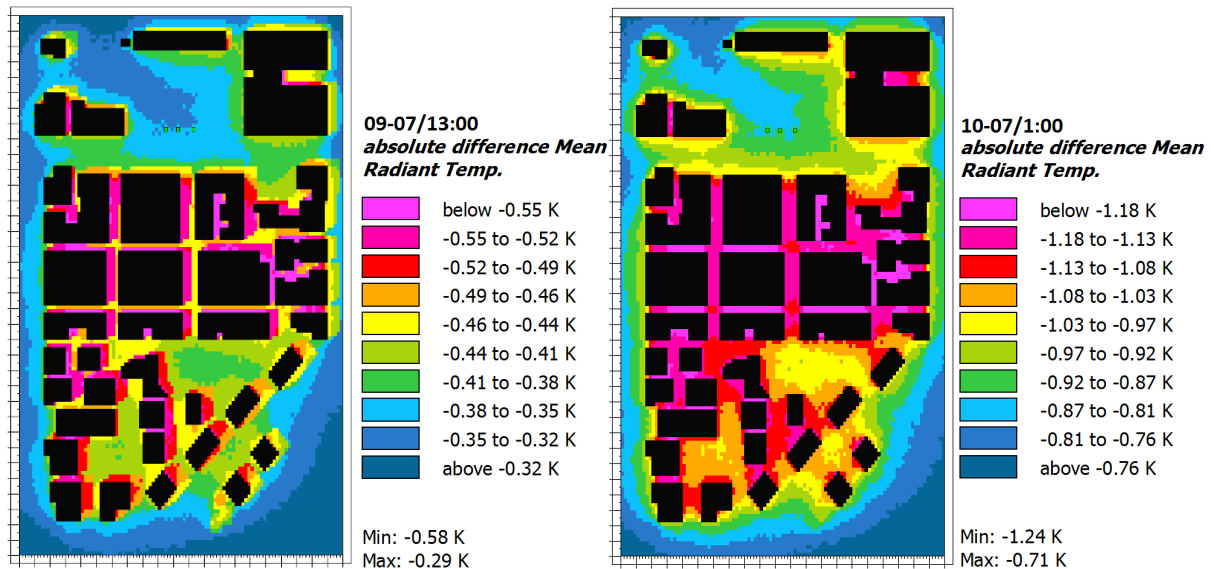 09-07/13:00
absolute difference Mean
Radiant Temp.
below -0.55 K
-0.55 to -0.52 K
-0.52 to -0.49 K
-0.49 to -0.46 K
-0.46 to -0.44 K
-0.44 to -0.41 K
-0.41 to -0.38 K
-0.38 to -0.35 K
-0.35 to -0.32 K
above -0.32 K
Min: -0.58 K
Max: -0.29 K
10-07/1:00
absolute difference Mean
Radiant Temp.
below -1.18 K
-1.18 to -1.13 K
-1.13 to -1.08 K
-1.08 to -1.03 K
-1.03 to -0.97 K
-0.97 to -0.92 K
-0.92 to -0.87 K
-0.87 to -0.81 K
-0.81 to -0.76 K
above -0.76 K
Min: -1.24 K
Max: -0.71 K